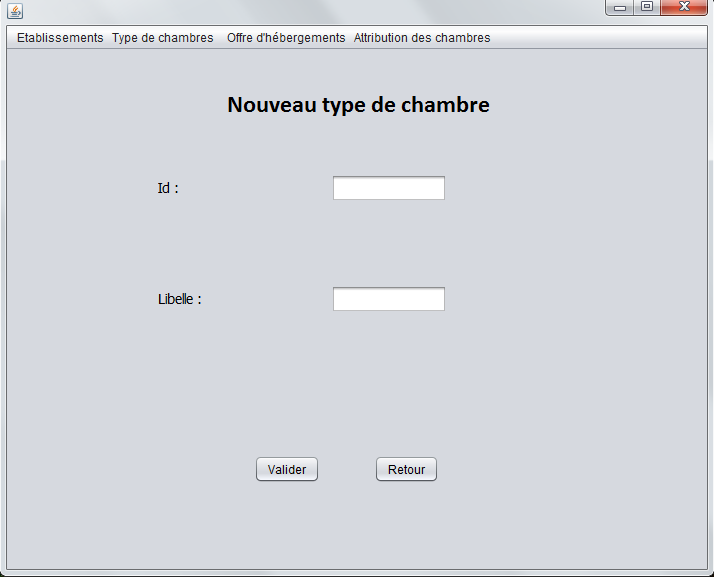 Etablissements Type de chambres Offre d'hébergements Attribution des chambres
Nouveau type de chambre
Id :
Libelle :
Valider Retour